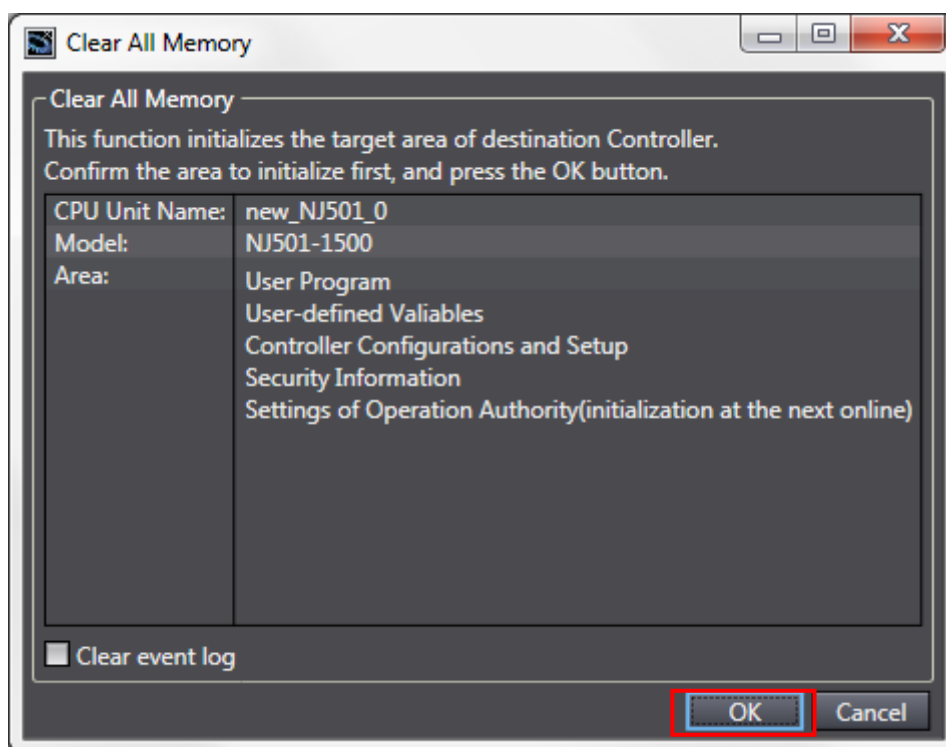 Clear All Memory
Clear All Memory
This function initializes the target area of destination Controller.
Confirm the area to initialize first, and press the OK button.
CPU Unit Name: new_NJ501_0
Model: NJ501-1500
Area: User Program
User-defined Valiables
Controller Configurations and Setup
Security Information
Settings of Operation Authority(initialization at the next online)
Clear event log
OK Cancel